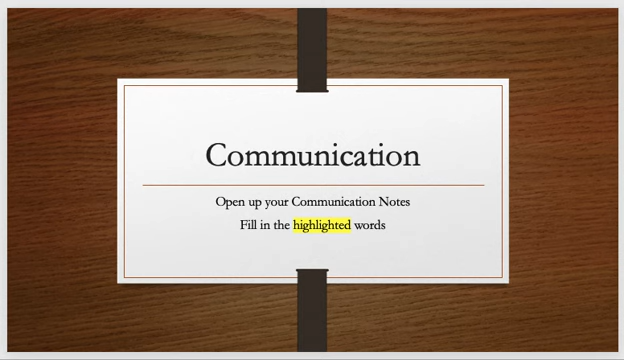 Communication
Open up your Communication Notes
Fill in the highlighted words